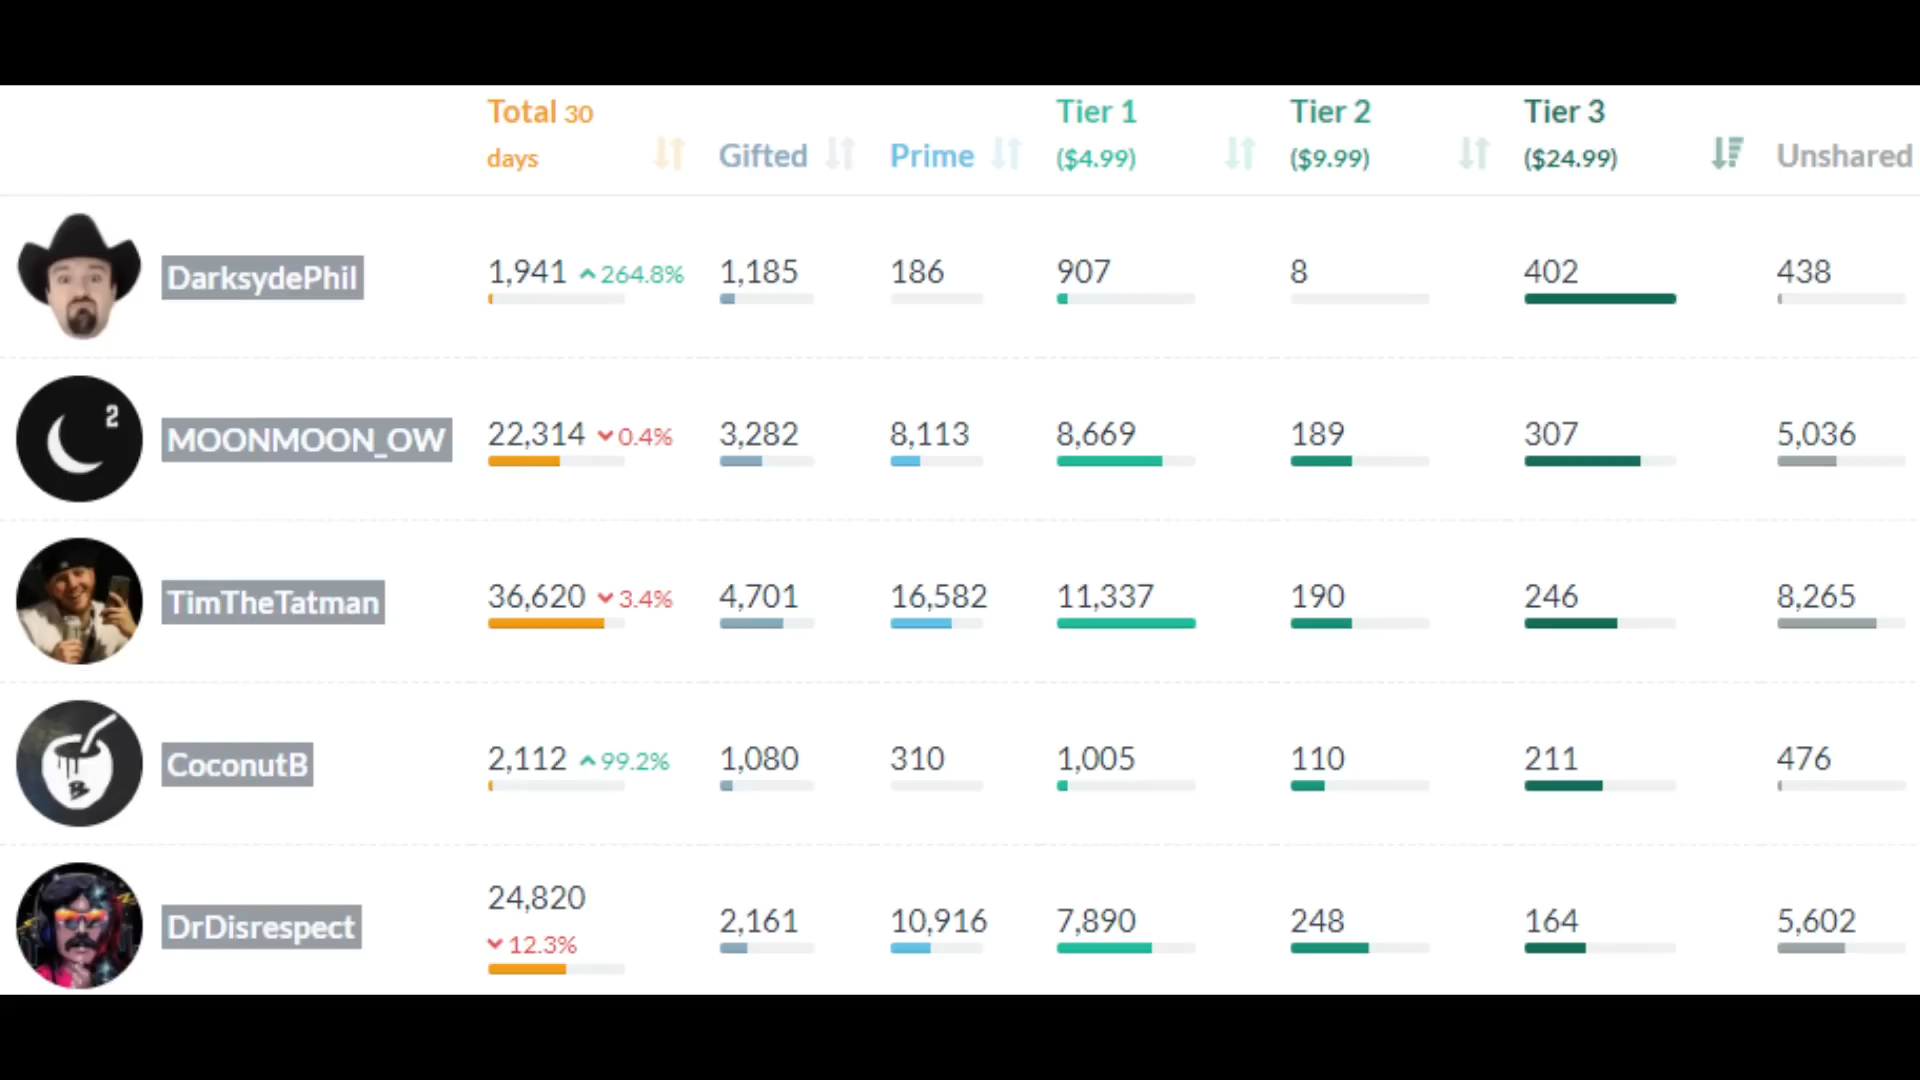 Total 30 days Gifted Prime Tier 1 ($4.99) Tier 2 ($9.99) Tier 3 ($24.99) Unshared
DarksydePhil 1,941 264.8% 1,185 186 907 8 402 438
2
MOONMOON_OW 22,314 0.4% 3,282 8,113 8,669 189 307 5,036
TimTheTatman 36,620 3.4% 4,701 16,582 11,337 190 246 8,265
CoconutB 2,112 99.2% 1,080 310 1,005 110 211 476
B
DrDisrespect 24,820 12.3% 2,161 10,916 7,890 248 164 5,602